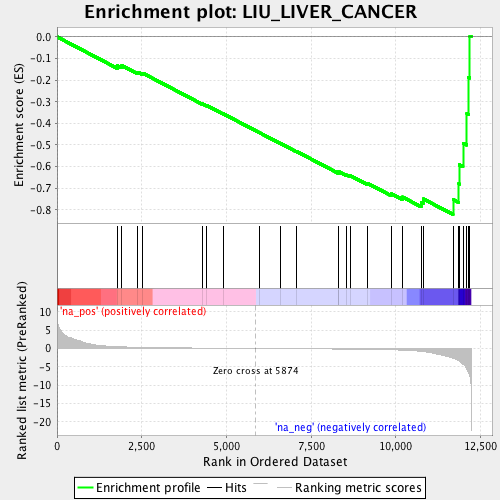 Enrichment plot: LIU_LIVER_CANCER
Enrichment score (ES)
0.0
-0.1
-0.2
-0.3
-0.4
-0.5
-0.6
-0.7
-0.8
'na_pos' (positively correlated)
Ranked list metric (PreRanked)
10
5
0
-5
-10
-15
-20
Zero cross at 5874
'na_neg' (negatively correlated)
0
2,500
5,000
7,500
10,000
12,500
Rank in Ordered Dataset
Enrichment profile
Hits
Ranking metric scores